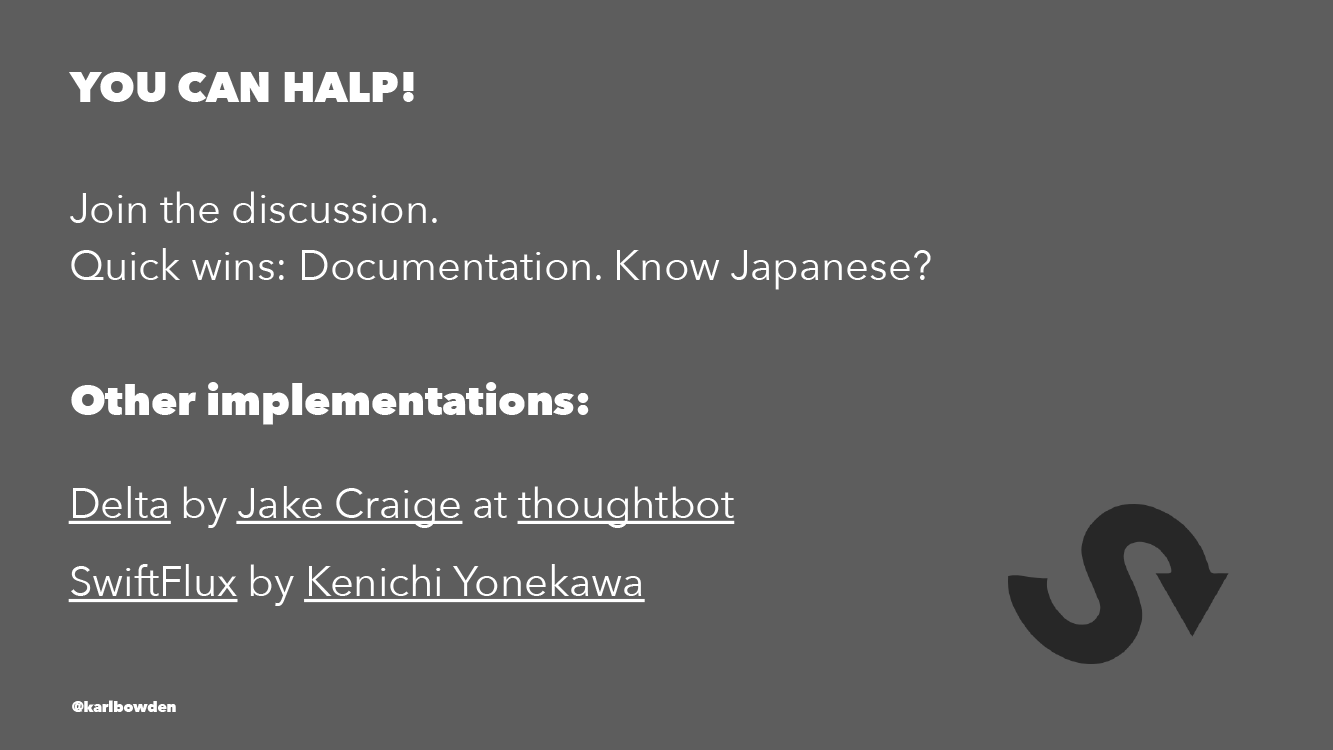 YOU CAN HALP!
Join the discussion.
Quick wins: Documentation. Know Japanese?
Other implementations:
Delta by Jake Craige at thoughtbot
SwiftFlux by Kenichi Yonekawa
@karlbowden